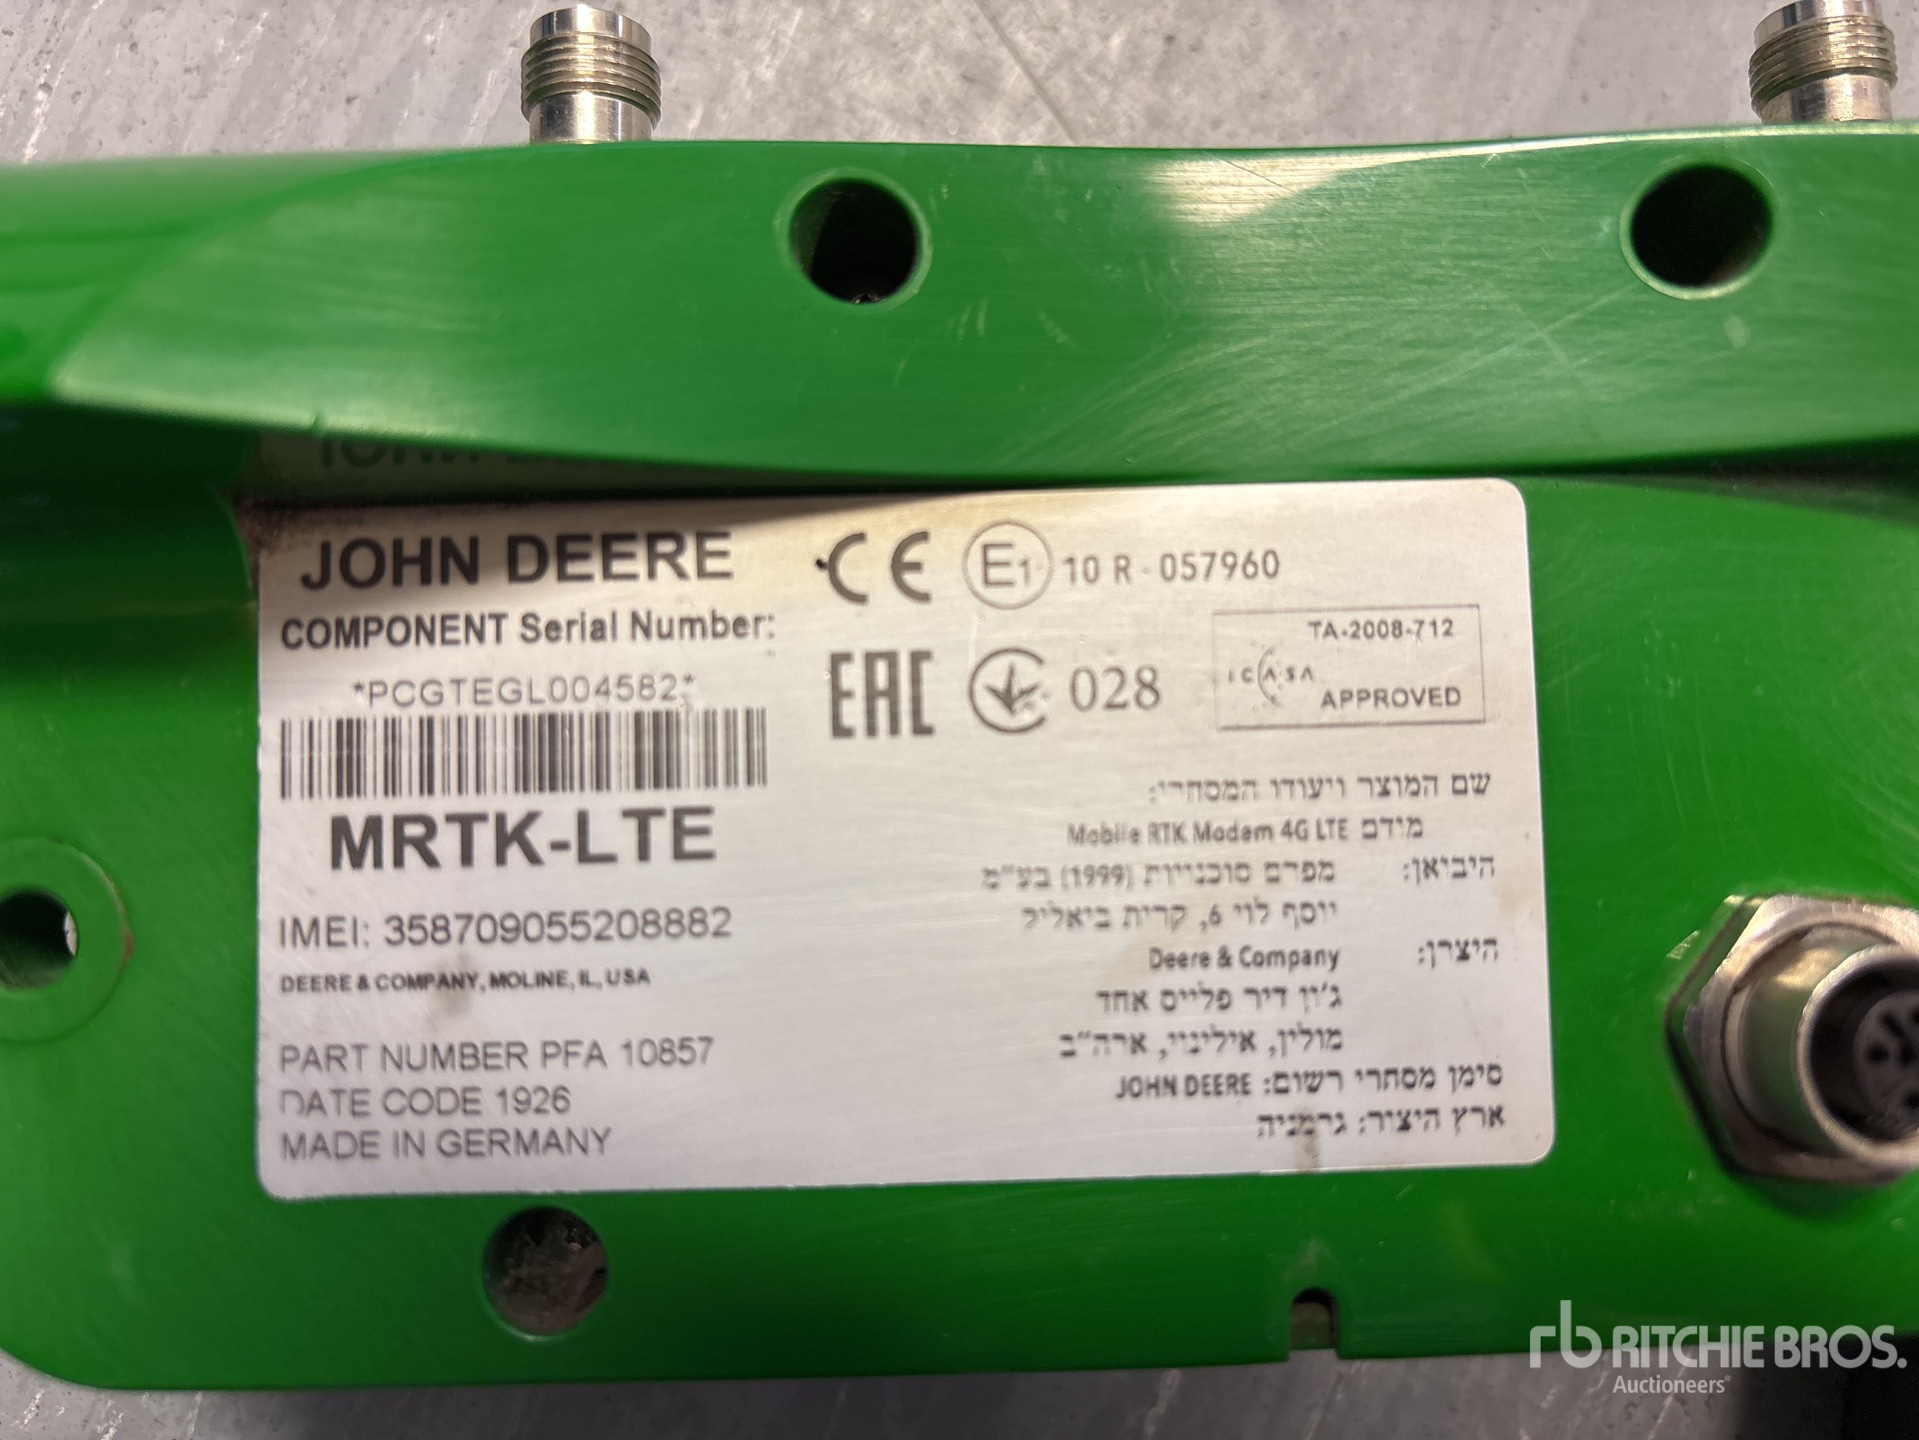 JOHN DEERE
COMPONENT Serial Number:
*PCGTEGL004582*
MRTK-LTE
IMEI: 358709055208882
DEERE & COMPANY, MOLINE, IL, USA
PART NUMBER PFA 10857
DATE CODE 1926
MADE IN GERMANY
CE E1 10 R - 057960
EAC 028
TA-2008-712
ICASA
APPROVED
שם המוצר ויעודו המסחרי:
מודם Mobile RTK Modem 4G LTE
היבואן: מפרם סוכנויות (1999) בע"מ
יוסף לוי 6, קרית ביאליק
היצרן: Deere & Company
ג'ון דיר פלייס אחד
מולין, אילינוי, ארה"ב
סימן מסחרי רשום: JOHN DEERE
ארץ היצור: גרמניה
rb RITCHIE BROS.
Auctioneers